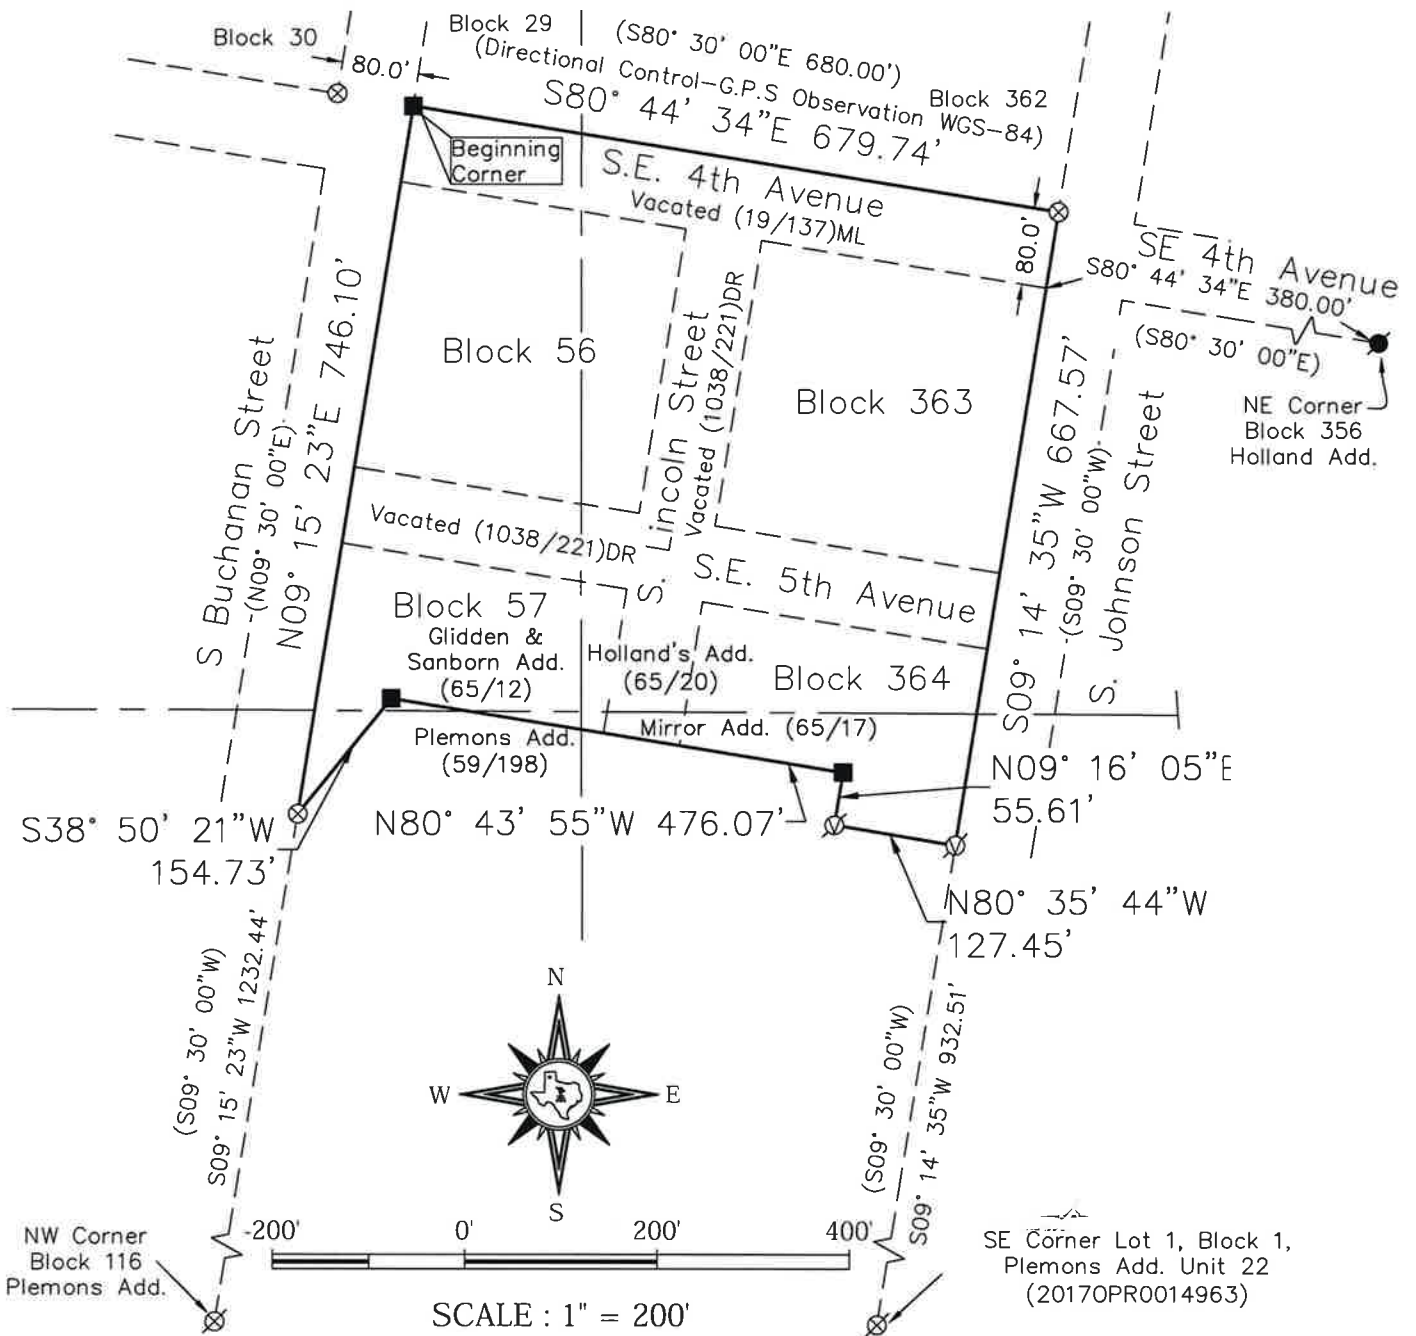 Block 30
Block 29
80.0'
(S80° 30' 00"E 680.00')
(Directional Control-G.P.S Observation WGS-84)
Block 362
S80° 44' 34"E 679.74'
Beginning
Corner
S.E. 4th Avenue
Vacated (19/137)ML
80.0'
SE 4th Avenue
S80° 44' 34"E 380.00'
(S80° 30' 00"E)
NE Corner
Block 356
Holland Add.
S Buchanan Street
(N09° 30' 00"E)
N09° 15' 23"E 746.10'
Block 56
S. Lincoln Street
Vacated (1038/221)DR
Block 363
S09° 14' 35"W 667.57'
(S09° 30' 00"W)
S. Johnson Street
Vacated (1038/221)DR
S.E. 5th Avenue
Block 57
Glidden &
Sanborn Add.
(65/12)
Holland's Add.
(65/20)
Block 364
Plemons Add.
(59/198)
Mirror Add. (65/17)
N09° 16' 05"E
55.61'
S38° 50' 21"W
154.73'
N80° 43' 55"W 476.07'
N80° 35' 44"W
127.45'
(S09° 30' 00"W)
S09° 15' 23"W 1232.44'
(S09° 30' 00"W)
S09° 14' 35"W 932.51'
N
W
E
S
NW Corner
Block 116
Plemons Add.
-200'
0'
200'
400'
SCALE : 1" = 200'
SE Corner Lot 1, Block 1,
Plemons Add. Unit 22
(2017OPR0014963)